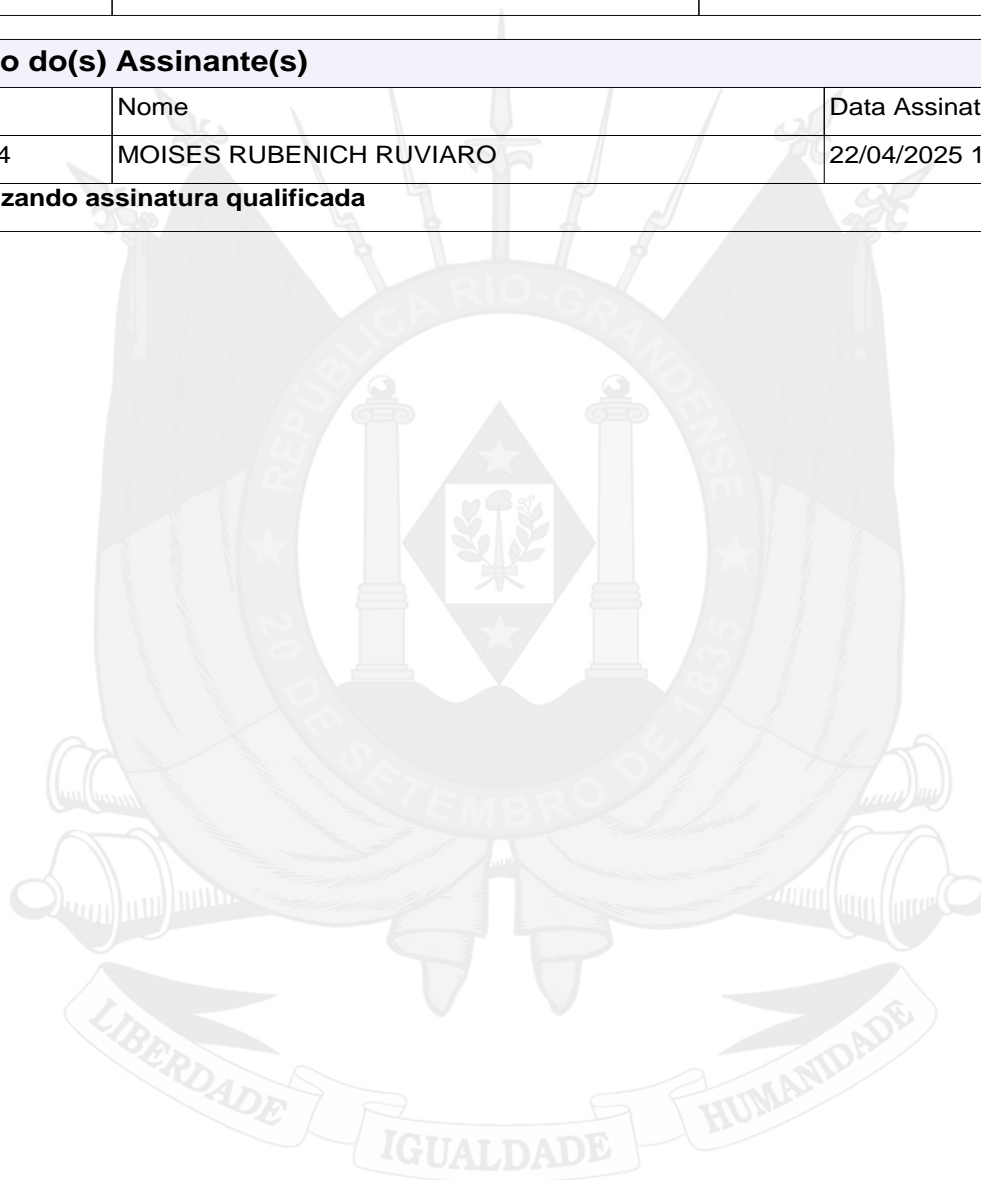 o do(s) Assinante(s)
Nome Data Assinat
4 MOISES RUBENICH RUVIARO 22/04/2025 1
zando assinatura qualificada
REPÚBLICA RIO-GRANDENSE
20 DE SETEMBRO DE 1835
LIBERDADE IGUALDADE HUMANIDADE